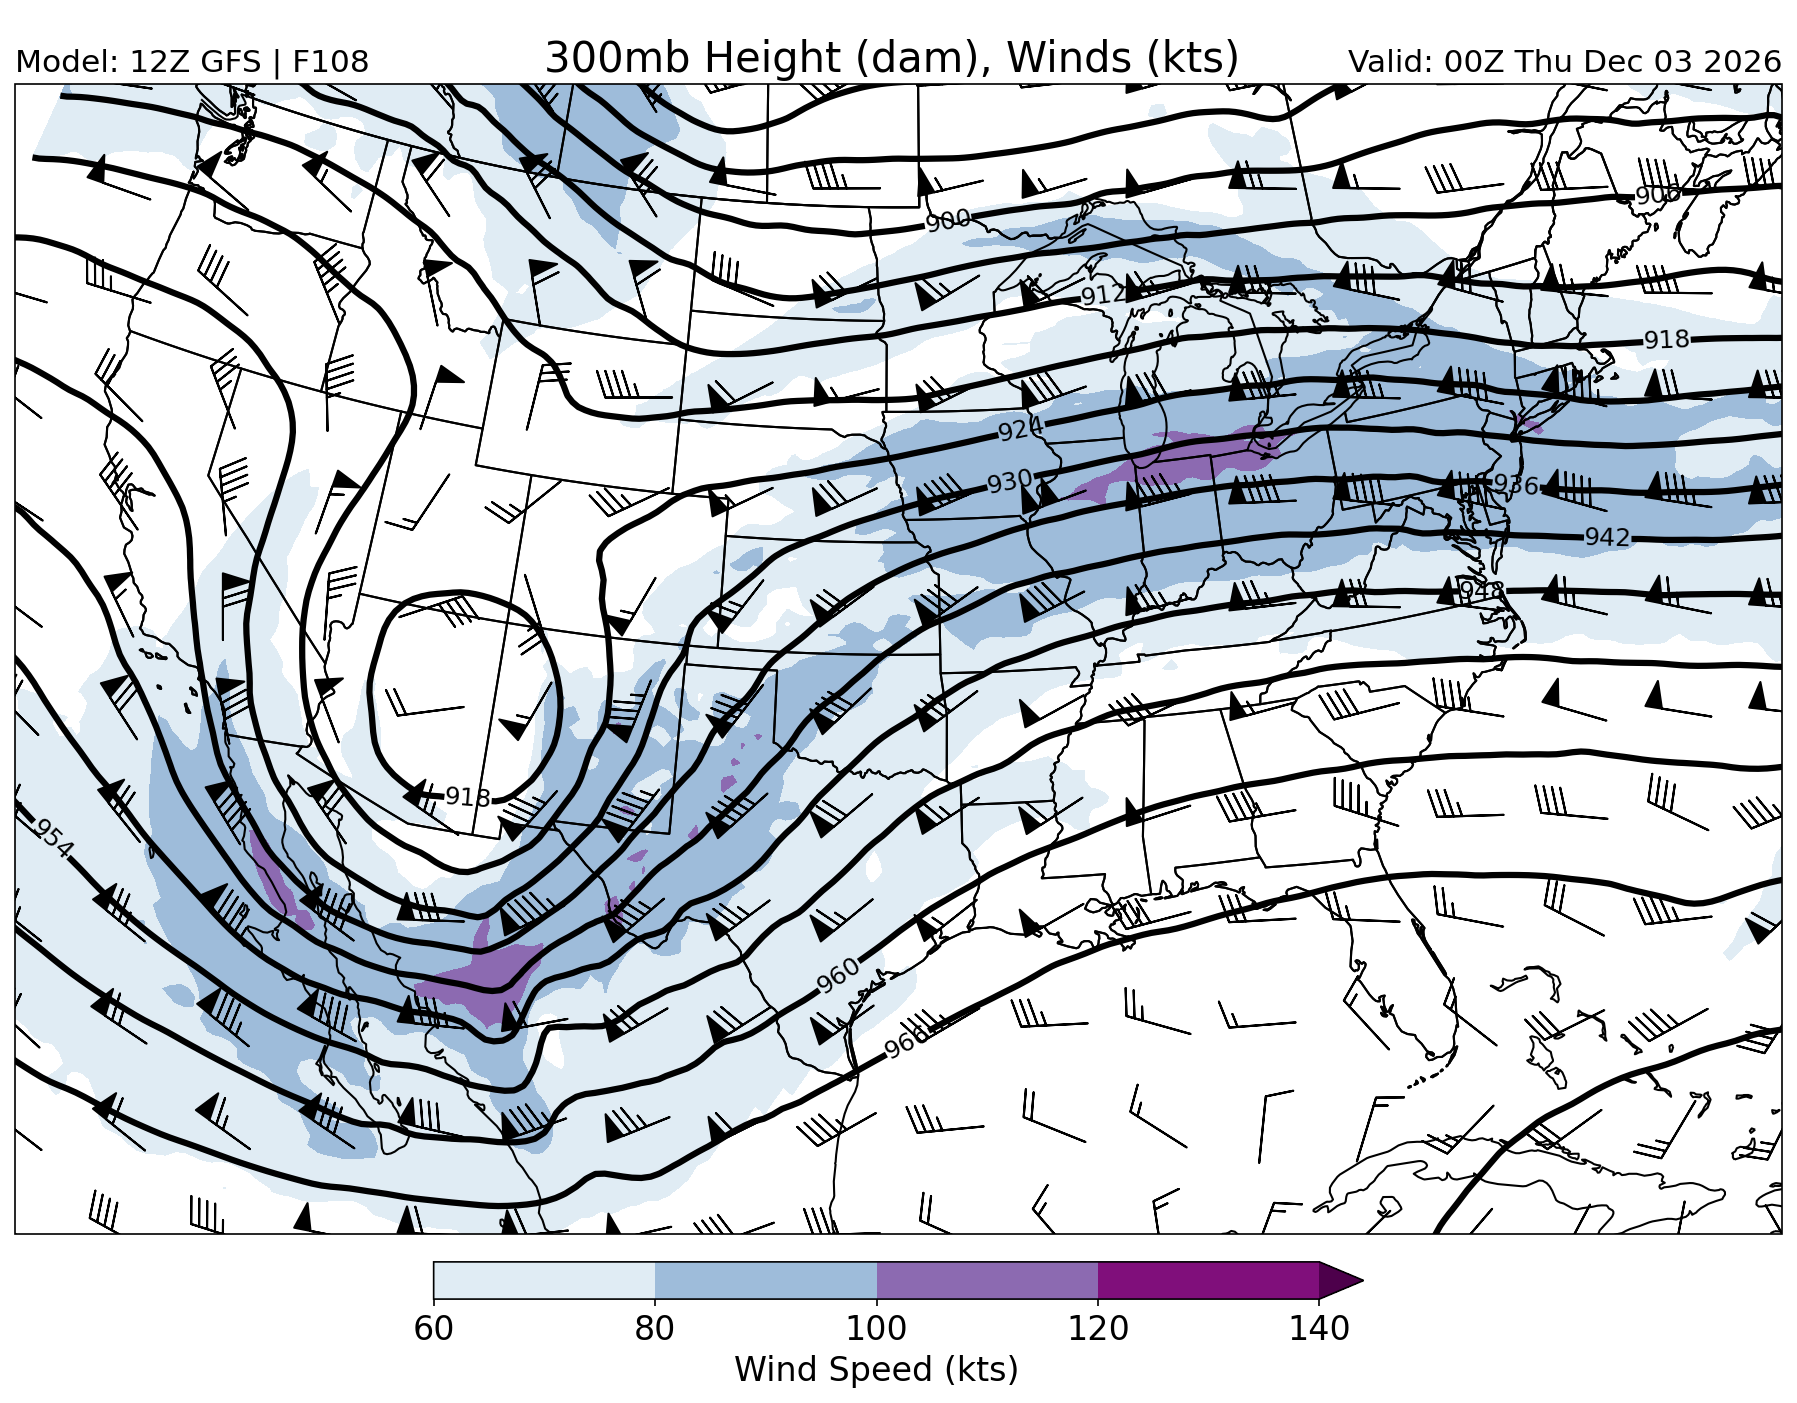 Model: 12Z GFS | F108
300mb Height (dam), Winds (kts)
Valid: 00Z Thu Dec 03 2026
906
900
912
918
924
930
936
942
948
918
954
960
966
60 80 100 120 140
Wind Speed (kts)